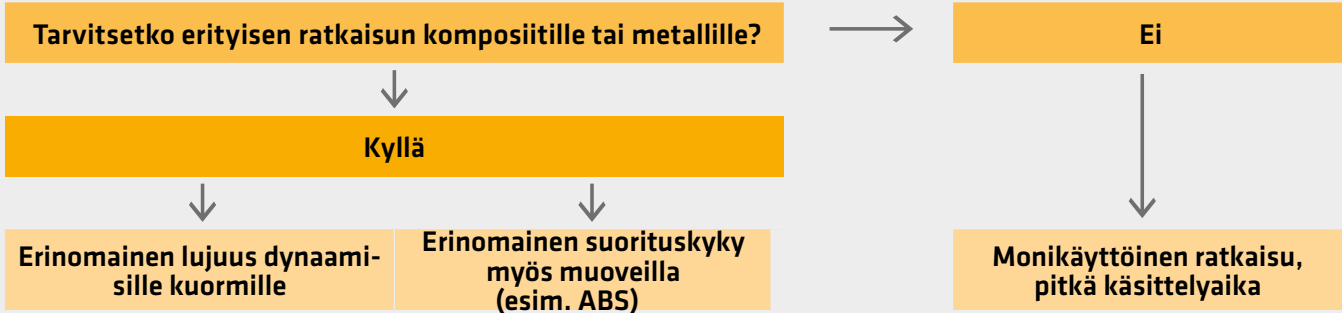 Tarvitsetko erityisen ratkaisun komposiitille tai metallille?
Ei
Kyllä
Erinomainen lujuus dynaami-
sille kuormille
Erinomainen suorituskyky
myös muoveilla
(esim. ABS)
Monikäyttöinen ratkaisu,
pitkä käsittelyaika